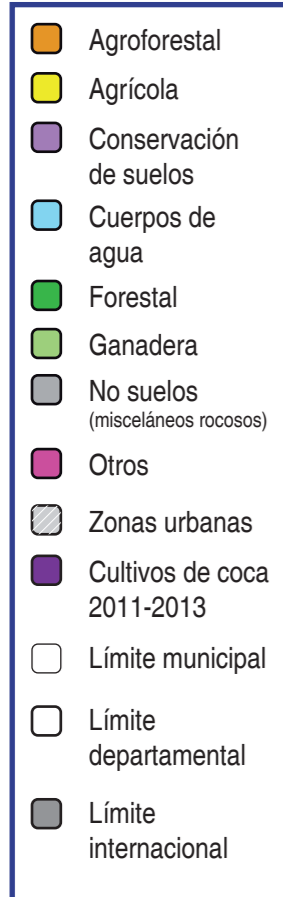 Agroforestal
Agrícola
Conservación
de suelos
Cuerpos de
agua
Forestal
Ganadera
No suelos
(misceláneos rocosos)
Otros
Zonas urbanas
Cultivos de coca
2011-2013
Límite municipal
Límite
departamental
Límite
internacional